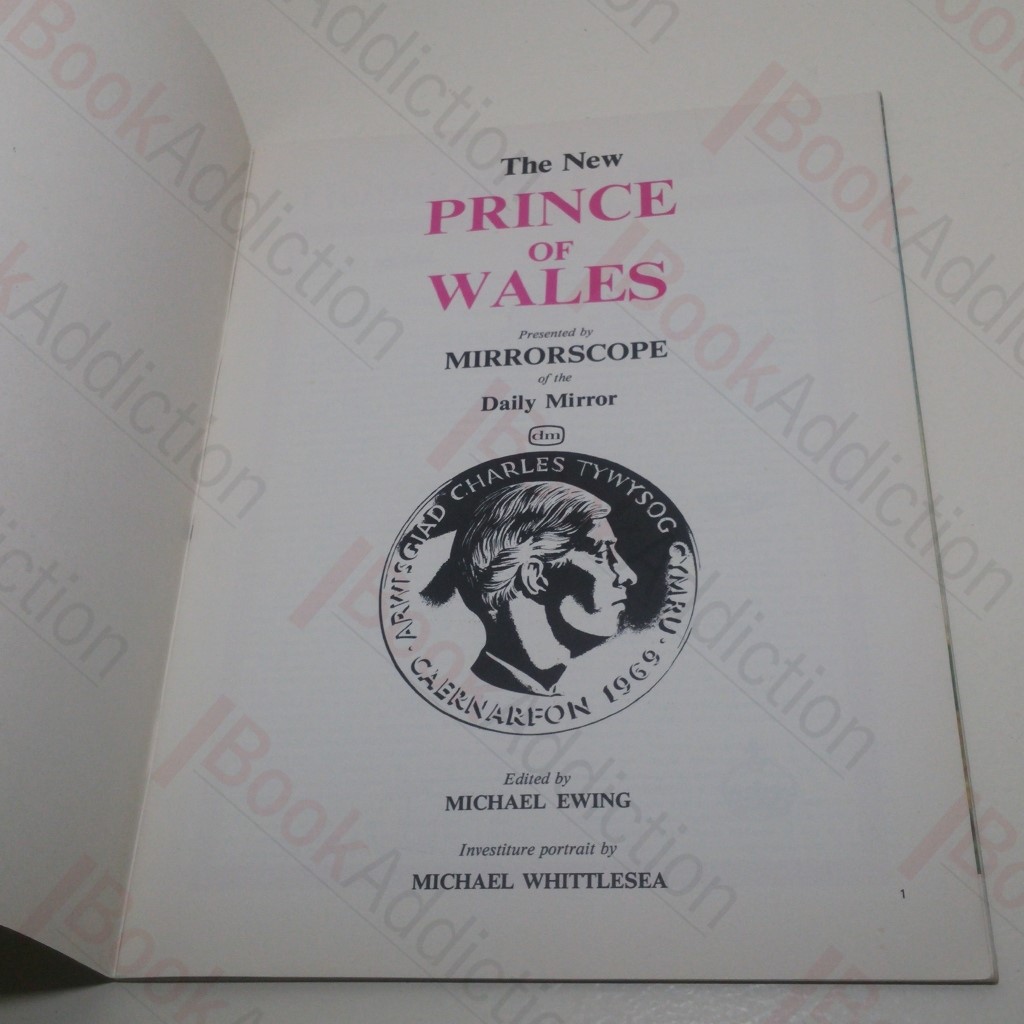 The New
PRINCE
OF
WALES
Presented by
MIRRORSCOPE
of the
Daily Mirror
dm
· ARWISGIAD CHARLES TYWYSOG CYMRU ·
CAERNARFON 1969
Edited by
MICHAEL EWING
Investiture portrait by
MICHAEL WHITTLESEA
1
BookAddiction